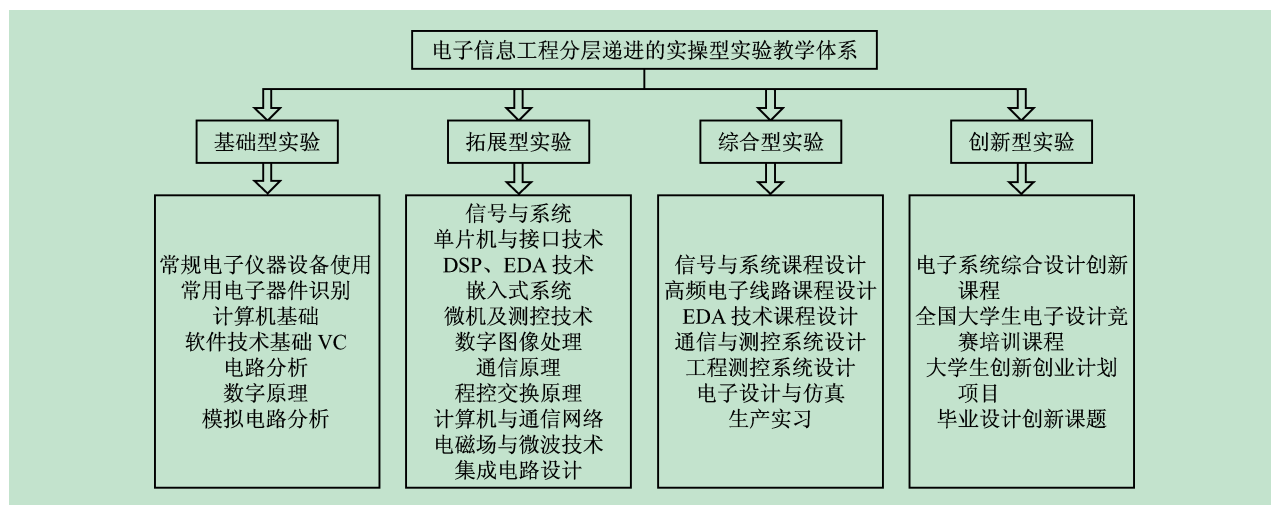 电子信息工程分层递进的实操型实验教学体系
基础型实验
拓展型实验
综合型实验
创新型实验
常规电子仪器设备使用
常用电子器件识别
计算机基础
软件技术基础 VC
电路分析
数字原理
模拟电路分析
信号与系统
单片机与接口技术
DSP、EDA 技术
嵌入式系统
微机及测控技术
数字图像处理
通信原理
程控交换原理
计算机与通信网络
电磁场与微波技术
集成电路设计
信号与系统课程设计
高频电子线路课程设计
EDA 技术课程设计
通信与测控系统设计
工程测控系统设计
电子设计与仿真
生产实习
电子系统综合设计创新
课程
全国大学生电子设计竞
赛培训课程
大学生创新创业计划
项目
毕业设计创新课题